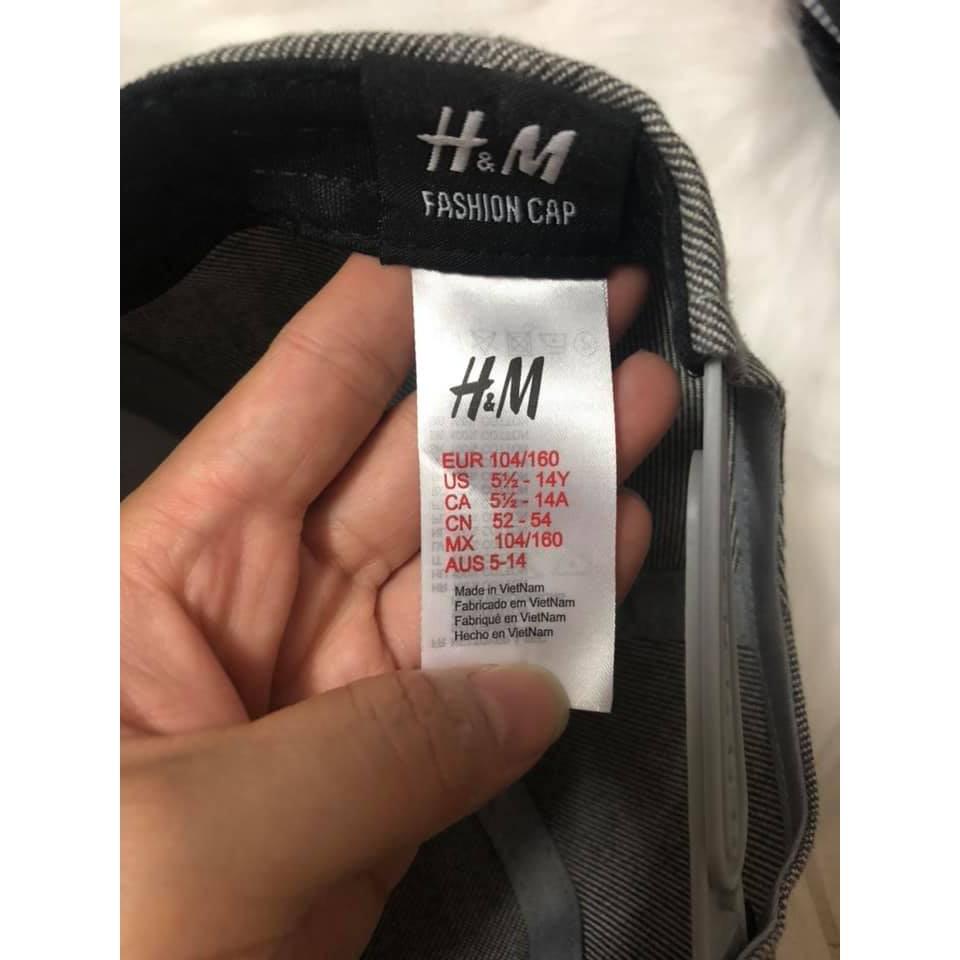 H&M
FASHION CAP
H&M
EUR 104/160
US 5½ - 14Y
CA 5½ - 14A
CN 52 - 54
MX 104/160
AUS 5-14
Made in VietNam
Fabricado em VietNam
Fabriqué en VietNam
Hecho en VietNam